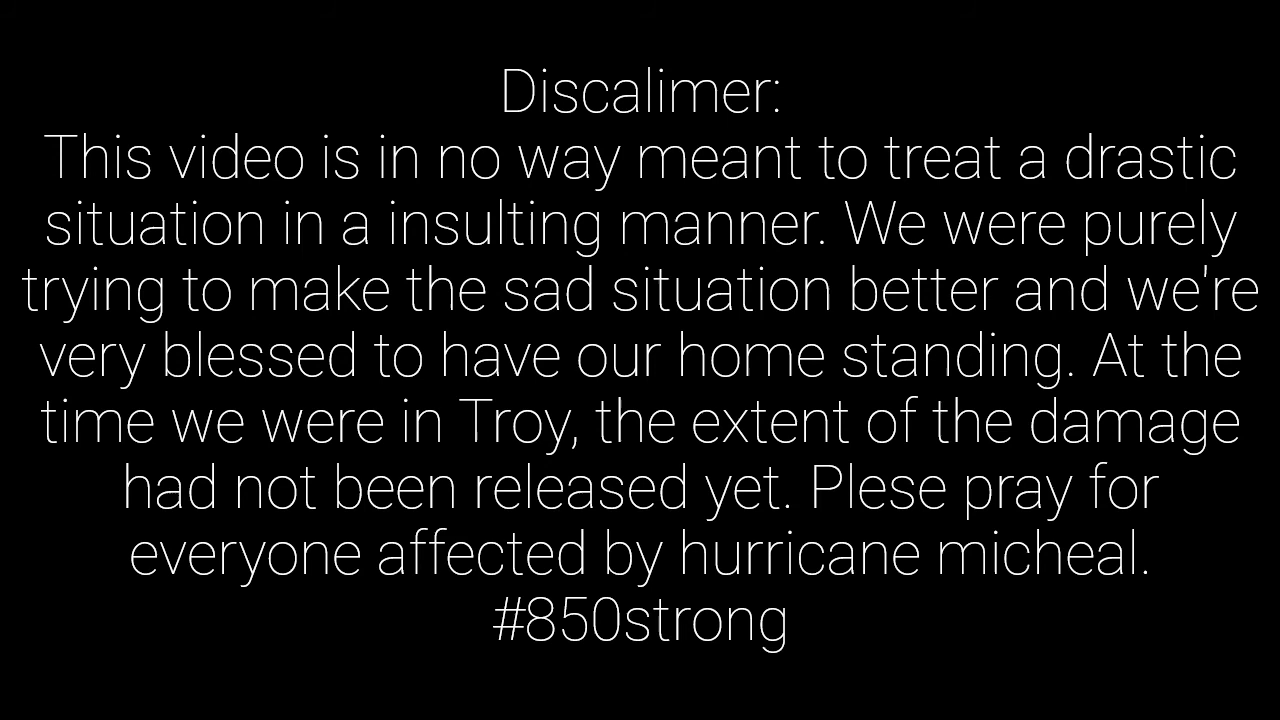 Discalimer:
This video is in no way meant to treat a drastic
situation in a insulting manner. We were purely
trying to make the sad situation better and we're
very blessed to have our home standing. At the
time we were in Troy, the extent of the damage
had not been released yet. Plese pray for
everyone affected by hurricane micheal.
#850strong